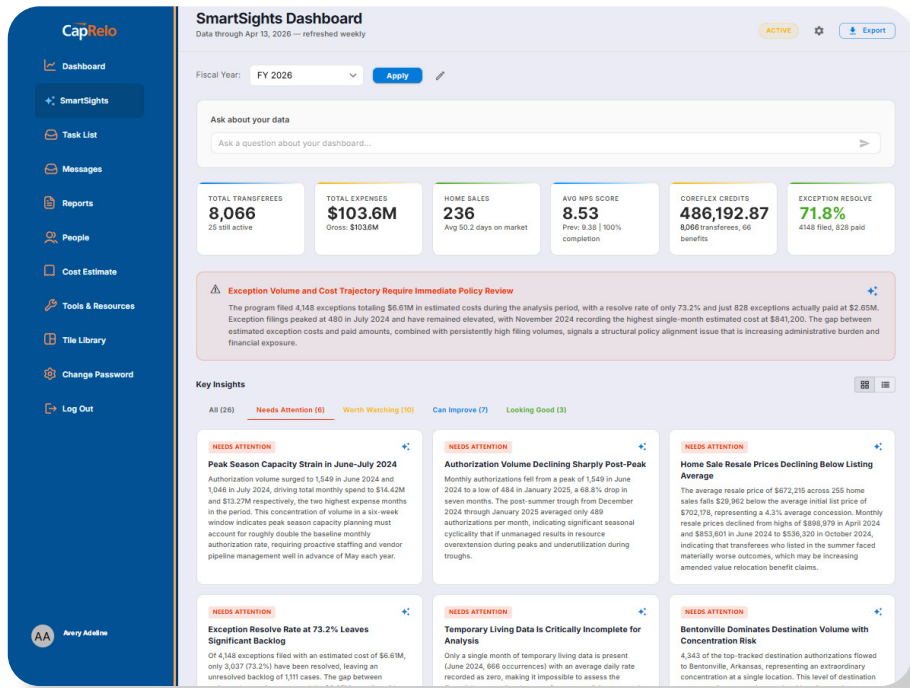 CapRelo
Dashboard
SmartSights
Task List
Messages
Reports
People
Cost Estimate
Tools & Resources
Tile Library
Change Password
Log Out
AA
Avery Adeline
SmartSights Dashboard
Data through Apr 13, 2026 — refreshed weekly
ACTIVE
Export
Fiscal Year:
FY 2026
Apply
Ask about your data
Ask a question about your dashboard...
TOTAL TRANSFEREES
8,066
25 still active
TOTAL EXPENSES
$103.6M
Gross: $103.6M
HOME SALES
236
Avg 50.2 days on market
AVG NPS SCORE
8.53
Prev: 9.38 | 100%
completion
COREFLEX CREDITS
486,192.87
8,066 transferees, 66
benefits
EXCEPTION RESOLVE
71.8%
4148 filed, 828 paid
Exception Volume and Cost Trajectory Require Immediate Policy Review
The program filed 4,148 exceptions totaling $6.61M in estimated costs during the analysis period, with a resolve rate of only 73.2% and just 828 exceptions actually paid at $2.65M.
Exception filings peaked at 480 in July 2024 and have remained elevated, with November 2024 recording the highest single-month estimated cost at $841,200. The gap between
estimated exception costs and paid amounts, combined with persistently high filing volumes, signals a structural policy alignment issue that is increasing administrative burden and
financial exposure.
Key Insights
All (26)
Needs Attention (6)
Worth Watching (10)
Can Improve (7)
Looking Good (3)
NEEDS ATTENTION
Peak Season Capacity Strain in June-July 2024
Authorization volume surged to 1,549 in June 2024 and
1,046 in July 2024, driving total monthly spend to $14.42M
and $13.27M respectively, the two highest expense months
in the period. This concentration of volume in a six-week
window indicates peak season capacity planning must
account for roughly double the baseline monthly
authorization rate, requiring proactive staffing and vendor
pipeline management well in advance of May each year.
NEEDS ATTENTION
Authorization Volume Declining Sharply Post-Peak
Monthly authorizations fell from a peak of 1,549 in June
2024 to a low of 484 in January 2025, a 68.8% drop in
seven months. The post-summer trough from December
2024 through January 2025 averaged only 489
authorizations per month, indicating significant seasonal
cyclicality that if unmanaged results in resource
overextension during peaks and underutilization during
troughs.
NEEDS ATTENTION
Home Sale Resale Prices Declining Below Listing
Average
The average resale price of $672,215 across 255 home
sales falls $29,962 below the average initial list price of
$702,178, representing a 4.3% average concession. Monthly
resale prices declined from highs of $898,979 in April 2024
and $853,601 in June 2024 to $536,320 in October 2024,
indicating that transferees who listed in the summer faced
materially worse outcomes, which may be increasing
amended value relocation benefit claims.
NEEDS ATTENTION
Exception Resolve Rate at 73.2% Leaves
Significant Backlog
Of 4,148 exceptions filed with an estimated cost of $6.61M,
only 3,037 (73.2%) have been resolved, leaving an
unresolved backlog of 1,111 cases. The gap between
NEEDS ATTENTION
Temporary Living Data Is Critically Incomplete for
Analysis
Only a single month of temporary living data is present
(June 2024, 666 occurrences) with an average daily rate
recorded as zero, making it impossible to assess the
NEEDS ATTENTION
Bentonville Dominates Destination Volume with
Concentration Risk
4,343 of the top-tracked destination authorizations flowed
to Bentonville, Arkansas, representing an extraordinary
concentration at a single location. This level of destination